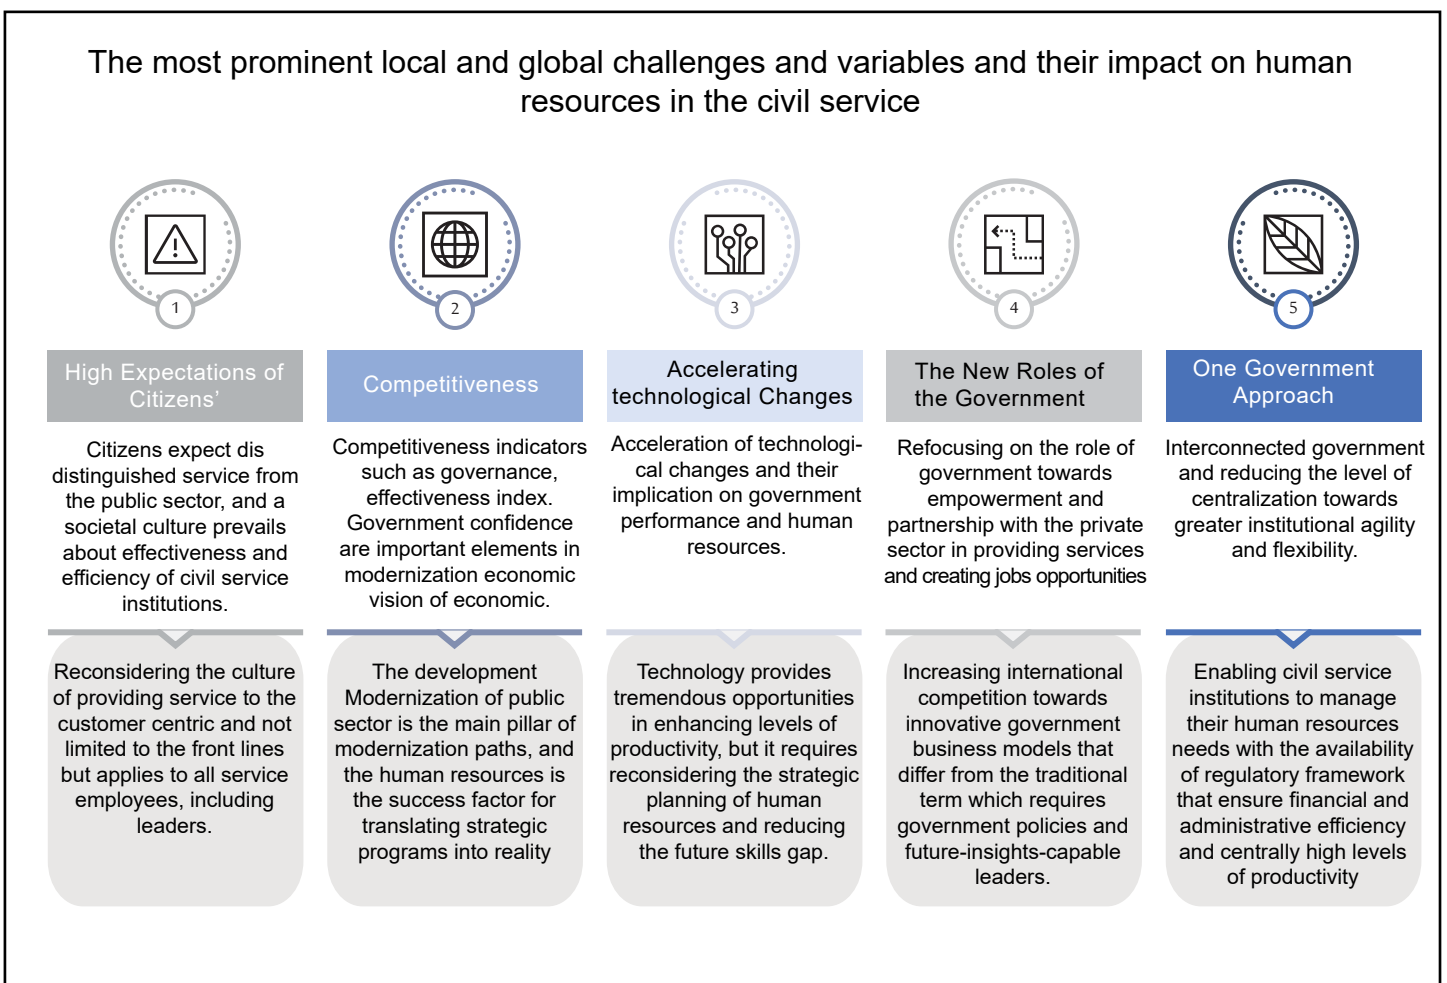 The most prominent local and global challenges and variables and their impact on human
resources in the civil service
1
High Expectations of
Citizens’
Citizens expect dis
distinguished service from
the public sector, and a
societal culture prevails
about effectiveness and
efficiency of civil service
institutions.
Reconsidering the culture
of providing service to the
customer centric and not
limited to the front lines
but applies to all service
employees, including
leaders.
2
Competitiveness
Competitiveness indicators
such as governance,
effectiveness index.
Government confidence
are important elements in
modernization economic
vision of economic.
The development
Modernization of public
sector is the main pillar of
modernization paths, and
the human resources is
the success factor for
translating strategic
programs into reality
3
Accelerating
technological Changes
Acceleration of technologi-
cal changes and their
implication on government
performance and human
resources.
Technology provides
tremendous opportunities
in enhancing levels of
productivity, but it requires
reconsidering the strategic
planning of human
resources and reducing
the future skills gap.
4
The New Roles of
the Government
Refocusing on the role of
government towards
empowerment and
partnership with the private
sector in providing services
and creating jobs opportunities
Increasing international
competition towards
innovative government
business models that
differ from the traditional
term which requires
government policies and
future-insights-capable
leaders.
5
One Government
Approach
Interconnected government
and reducing the level of
centralization towards
greater institutional agility
and flexibility.
Enabling civil service
institutions to manage
their human resources
needs with the availability
of regulatory framework
that ensure financial and
administrative efficiency
and centrally high levels
of productivity